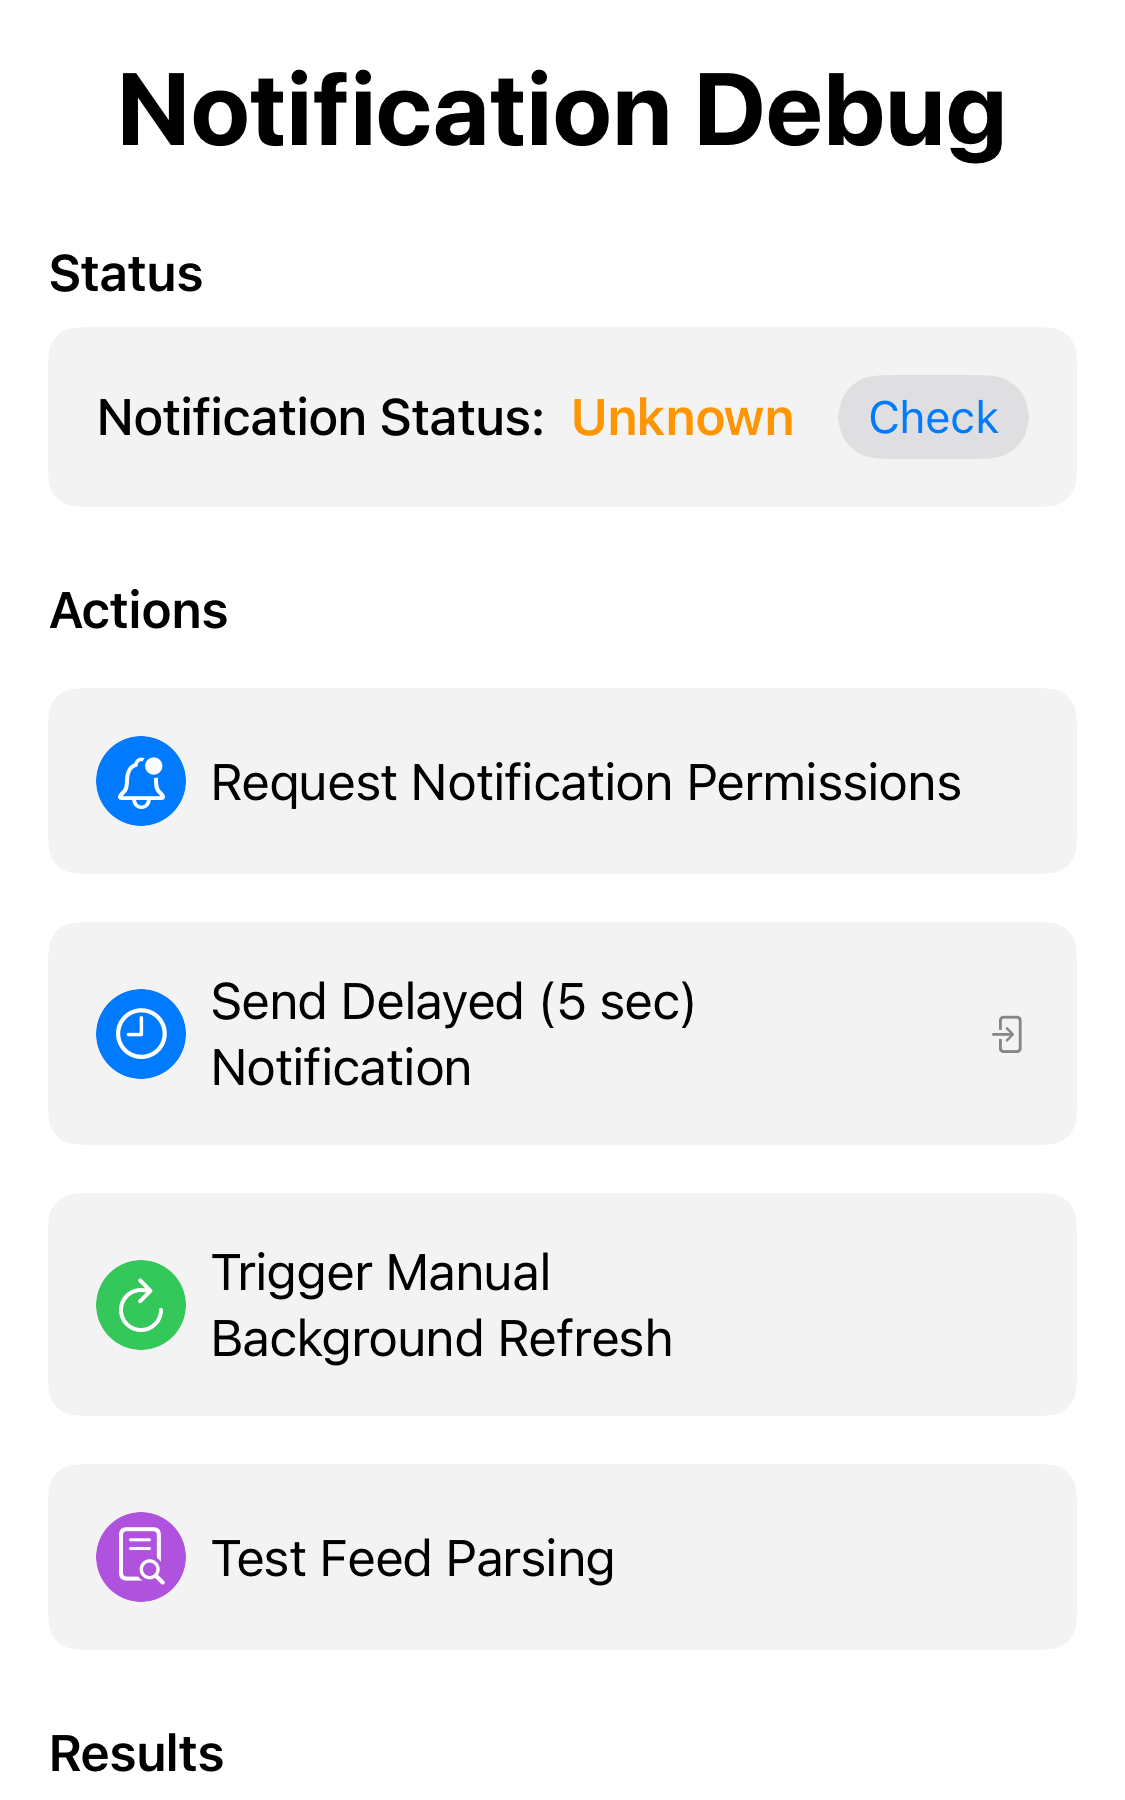 Notification Debug
Status
Notification Status: Unknown Check
Actions
Request Notification Permissions
Send Delayed (5 sec)
Notification
Trigger Manual
Background Refresh
Test Feed Parsing
Results